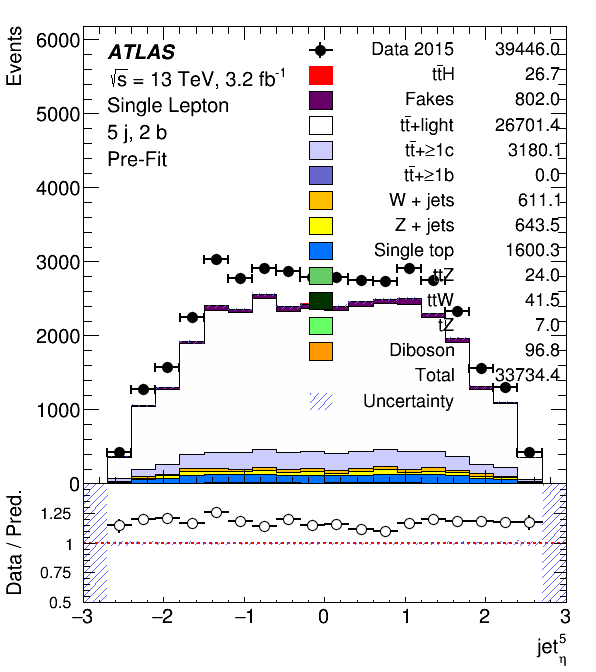 Events
6000
5000
4000
3000
2000
1000
0
ATLAS
√s = 13 TeV, 3.2 fb⁻¹
Single Lepton
5 j, 2 b
Pre-Fit
Data 2015 39446.0
tt̄H 26.7
Fakes 802.0
tt̄+light 26701.4
tt̄+≥1c 3180.1
tt̄+≥1b 0.0
W + jets 611.1
Z + jets 643.5
Single top 1600.3
tt̄Z 24.0
tt̄W 41.5
tZ 7.0
Diboson 96.8
Total 33734.4
Uncertainty
Data / Pred.
1.25
1
0.75
0.5
−3 −2 −1 0 1 2 3
jet⁵η